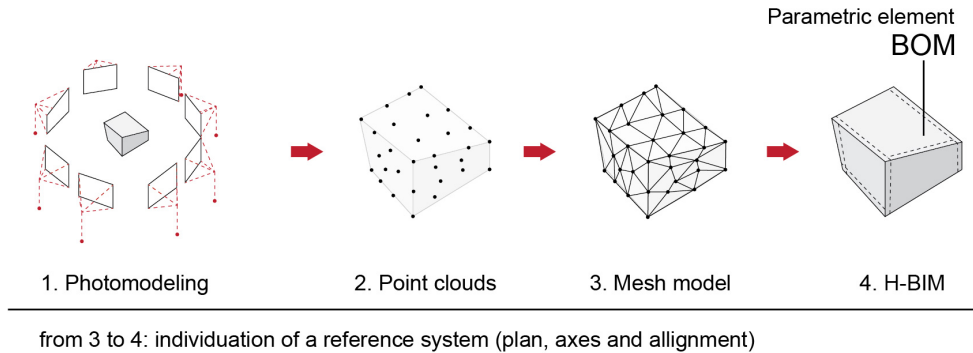 Parametric element
BOM
1. Photomodeling
2. Point clouds
3. Mesh model
4. H-BIM
from 3 to 4: individuation of a reference system (plan, axes and allignment)